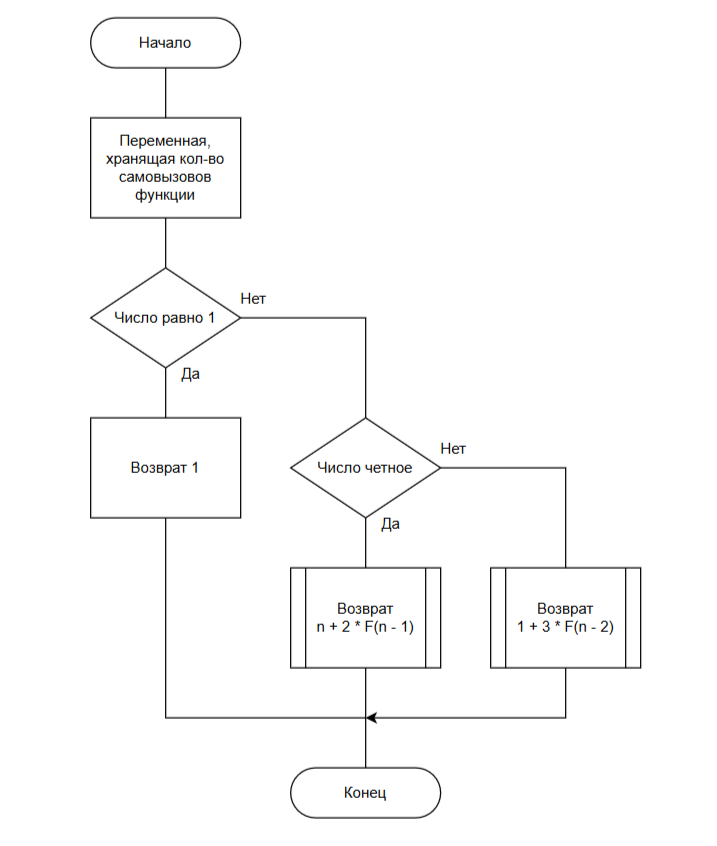 Начало
Переменная,
хранящая кол-во
самовызовов
функции
Нет
Число равно 1
Да
Возврат 1
Нет
Число четное
Да
Возврат
n + 2 * F(n - 1)
Возврат
1 + 3 * F(n - 2)
Конец